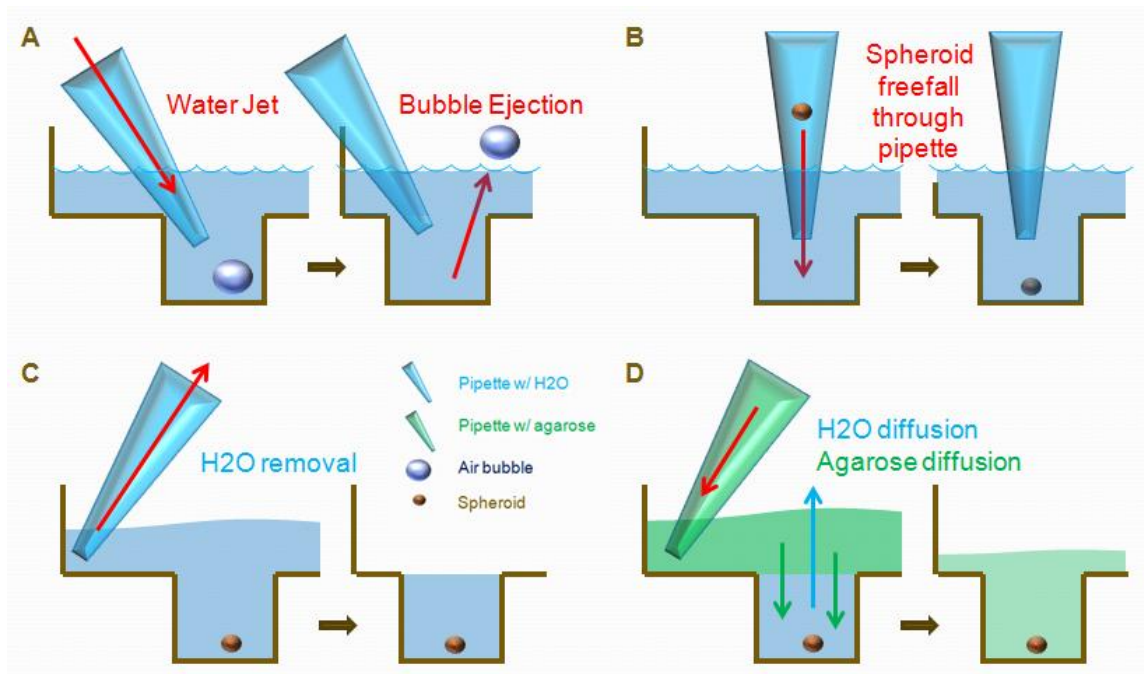 A
Water Jet
Bubble Ejection
B
Spheroid
freefall
through
pipette
C
H2O removal
Pipette w/ H2O
Pipette w/ agarose
Air bubble
Spheroid
D
H2O diffusion
Agarose diffusion